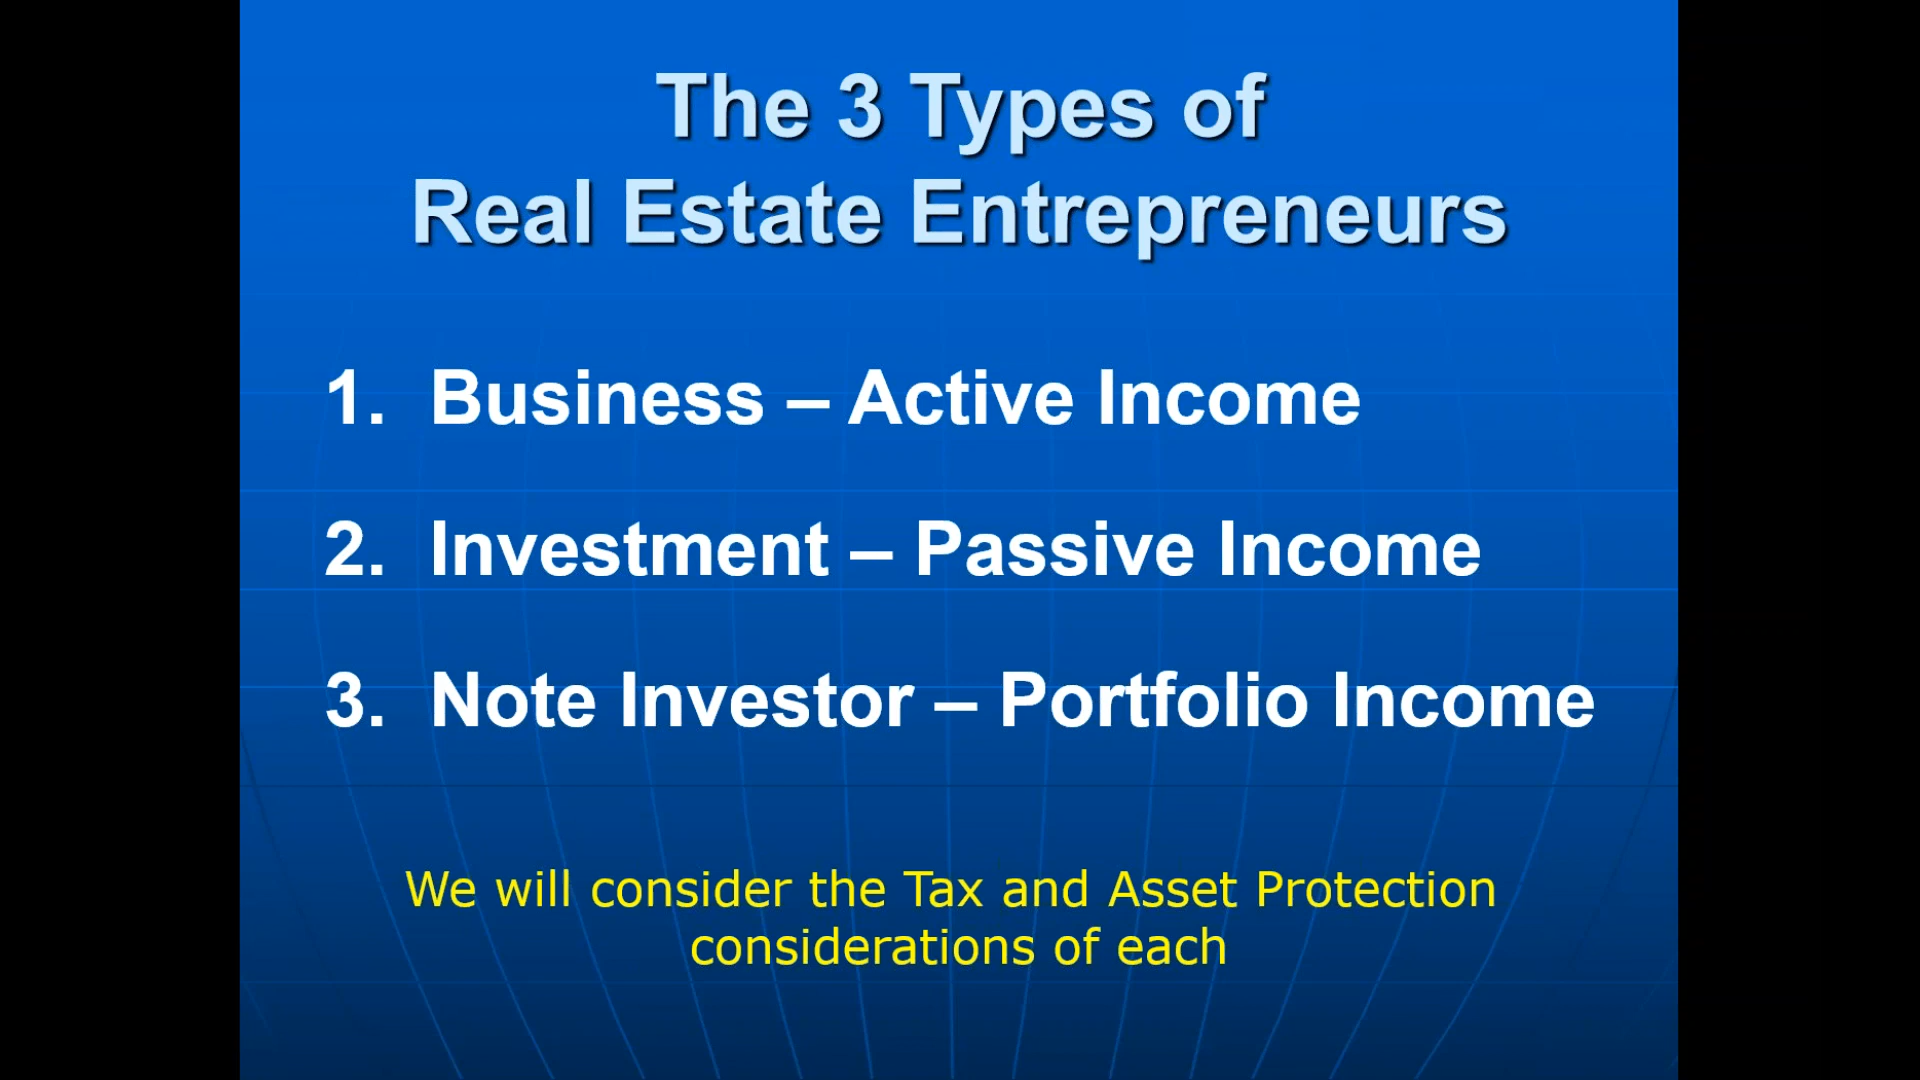 The 3 Types of
Real Estate Entrepreneurs
1. Business – Active Income
2. Investment – Passive Income
3. Note Investor – Portfolio Income
We will consider the Tax and Asset Protection
considerations of each